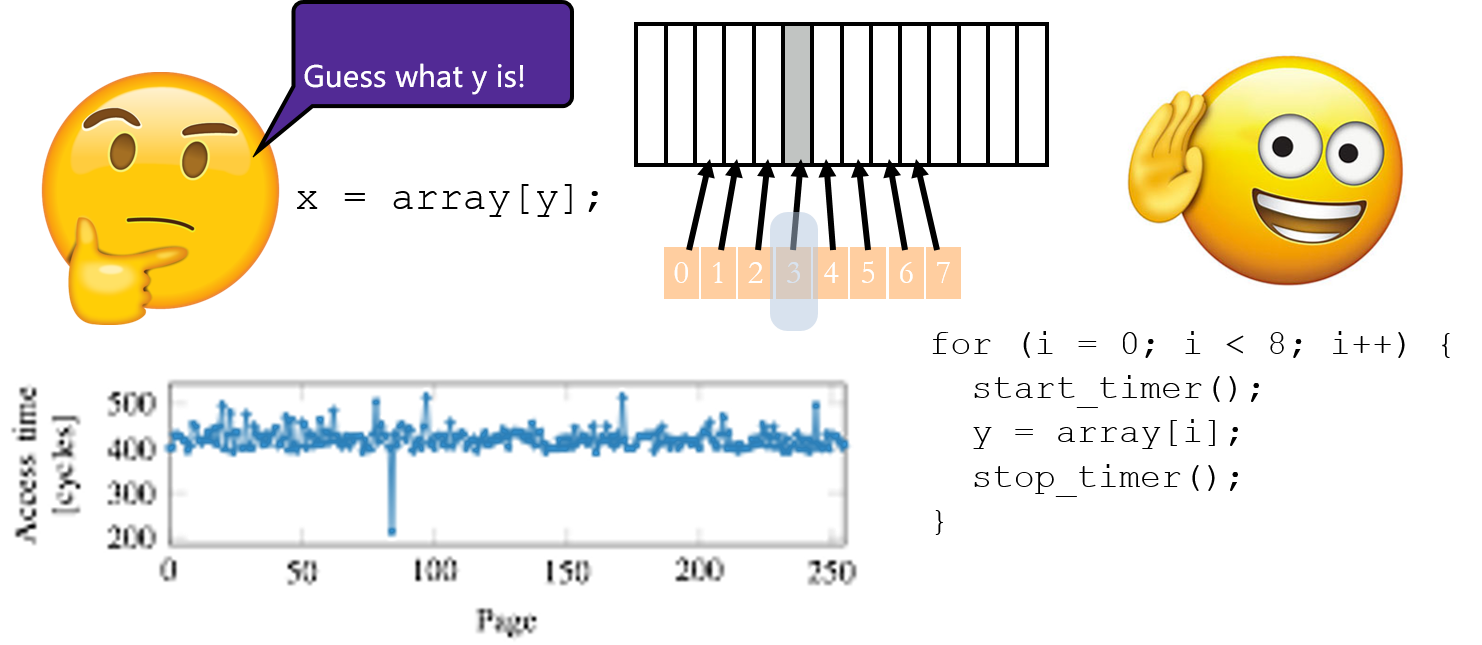 Guess what y is!
x = array[y];
0 1 2 3 4 5 6 7
for (i = 0; i < 8; i++) {
  start_timer();
  y = array[i];
  stop_timer();
}
Access time
[cycles]
500
400
300
200
0 50 100 150 200 250
Page